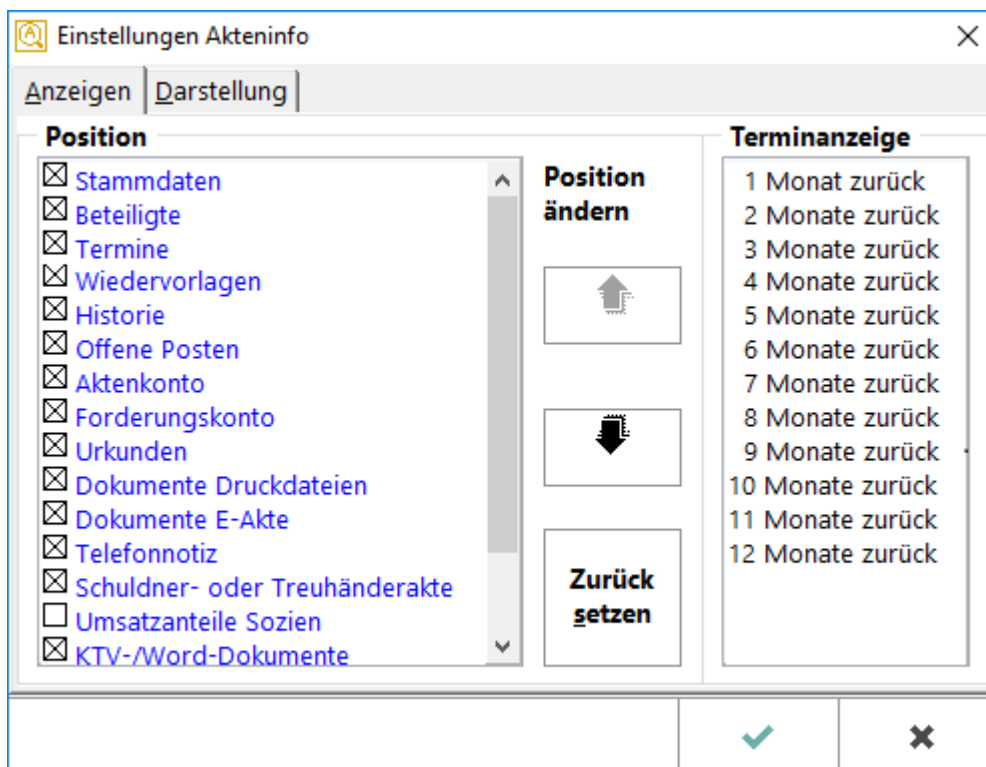 Einstellungen Akteninfo
Anzeigen
Darstellung
Position
Stammdaten
Beteiligte
Termine
Wiedervorlagen
Historie
Offene Posten
Aktenkonto
Forderungskonto
Urkunden
Dokumente Druckdateien
Dokumente E-Akte
Telefonnotiz
Schuldner- oder Treuhänderakte
Umsatzanteile Sozien
KTV-/Word-Dokumente
Position
ändern
Zurück
setzen
Terminanzeige
1 Monat zurück
2 Monate zurück
3 Monate zurück
4 Monate zurück
5 Monate zurück
6 Monate zurück
7 Monate zurück
8 Monate zurück
9 Monate zurück
10 Monate zurück
11 Monate zurück
12 Monate zurück